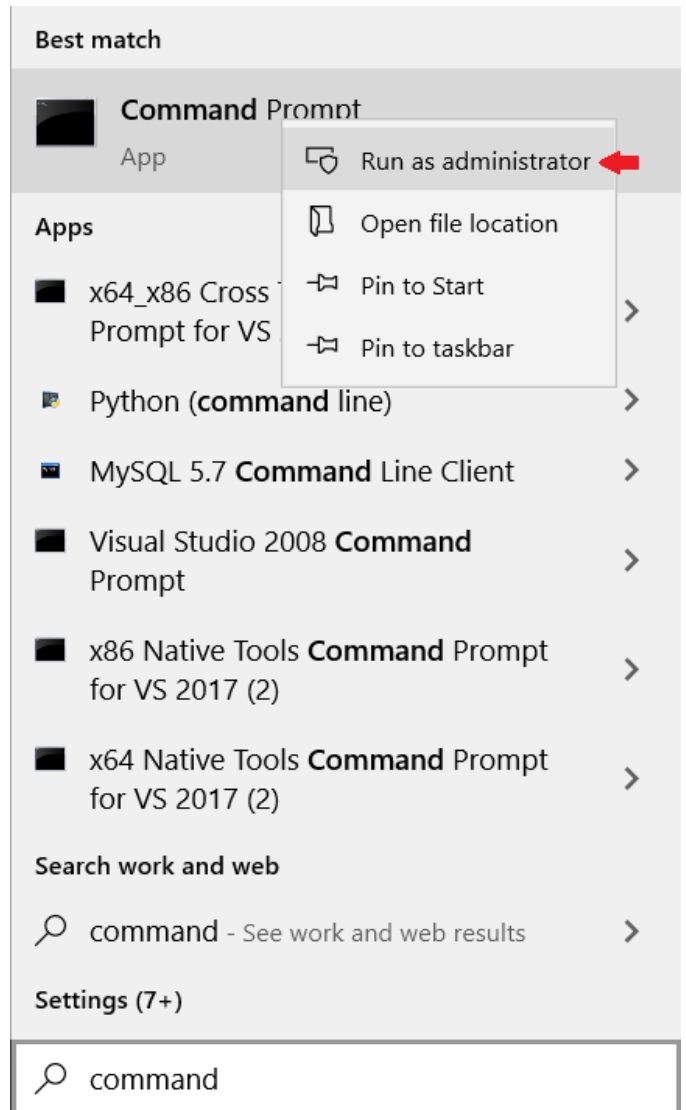 Best match
Command Prompt
App
Run as administrator
Open file location
Pin to Start
Pin to taskbar
Apps
x64_x86 Cross
Prompt for VS
Python (command line)
MySQL 5.7 Command Line Client
Visual Studio 2008 Command
Prompt
x86 Native Tools Command Prompt
for VS 2017 (2)
x64 Native Tools Command Prompt
for VS 2017 (2)
Search work and web
command - See work and web results
Settings (7+)
command